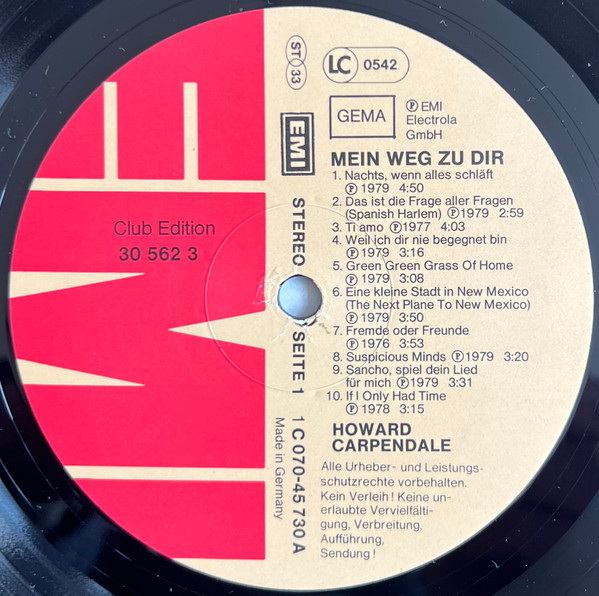 Club Edition
30 562 3
ST
33
EMI
STEREO
SEITE 1
1 C 070-45 730 A
Made in Germany
LC 0542
GEMA
Ⓟ EMI
Electrola
GmbH
MEIN WEG ZU DIR
1. Nachts, wenn alles schläft
Ⓟ 1979 4:50
2. Das ist die Frage aller Fragen
(Spanish Harlem) Ⓟ 1979 2:59
3. Ti amo Ⓟ 1977 4:03
4. Weil ich dir nie begegnet bin
Ⓟ 1979 3:16
5. Green Green Grass Of Home
Ⓟ 1979 3:08
6. Eine kleine Stadt in New Mexico
(The Next Plane To New Mexico)
Ⓟ 1979 3:50
7. Fremde oder Freunde
Ⓟ 1976 3:53
8. Suspicious Minds Ⓟ 1979 3:20
9. Sancho, spiel dein Lied
für mich Ⓟ 1979 3:31
10. If I Only Had Time
Ⓟ 1978 3:15
HOWARD
CARPENDALE
Alle Urheber- und Leistungs-
schutzrechte vorbehalten.
Kein Verleih! Keine un-
erlaubte Vervielfälti-
gung, Verbreitung,
Aufführung,
Sendung!